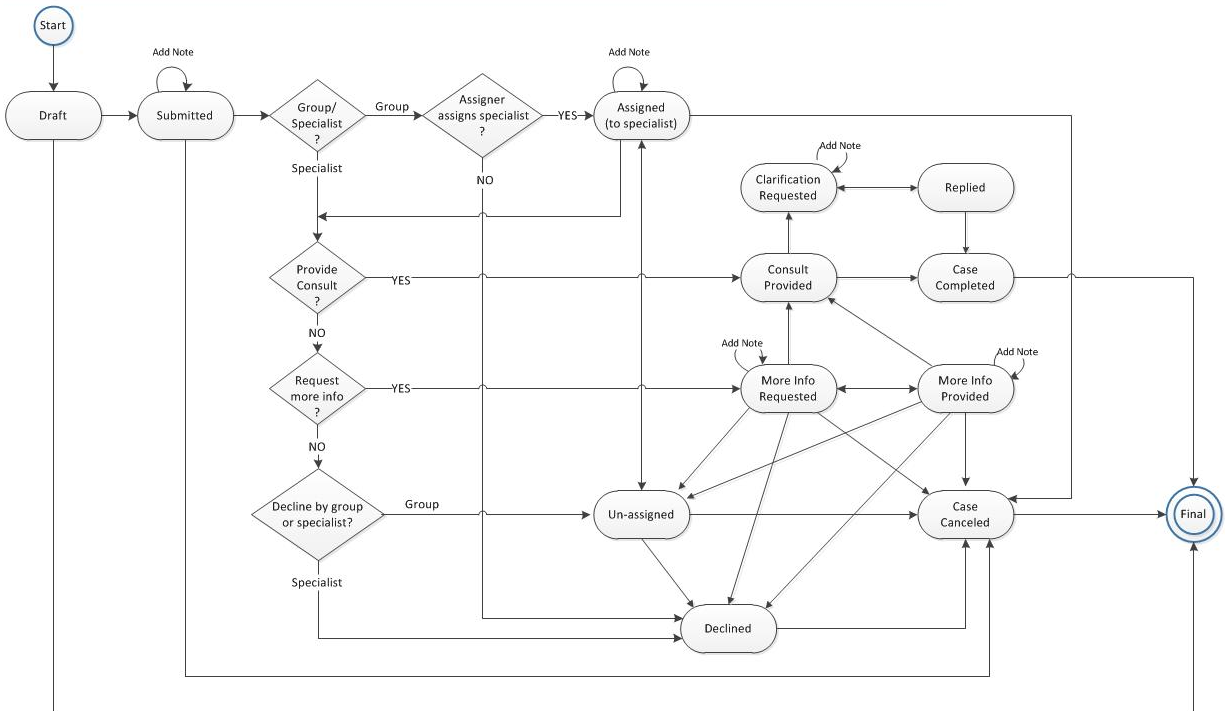 Start
Add Note
Add Note
Draft
Submitted
Group/
Specialist
?
Group
Assigner
assigns specialist
?
YES
Assigned
(to specialist)
Specialist
NO
Add Note
Clarification
Requested
Replied
Provide
Consult
?
YES
Consult
Provided
Case
Completed
NO
Add Note
Add Note
Request
more info
?
YES
More Info
Requested
More Info
Provided
NO
Decline by group
or specialist?
Group
Un-assigned
Case
Canceled
Final
Specialist
Declined